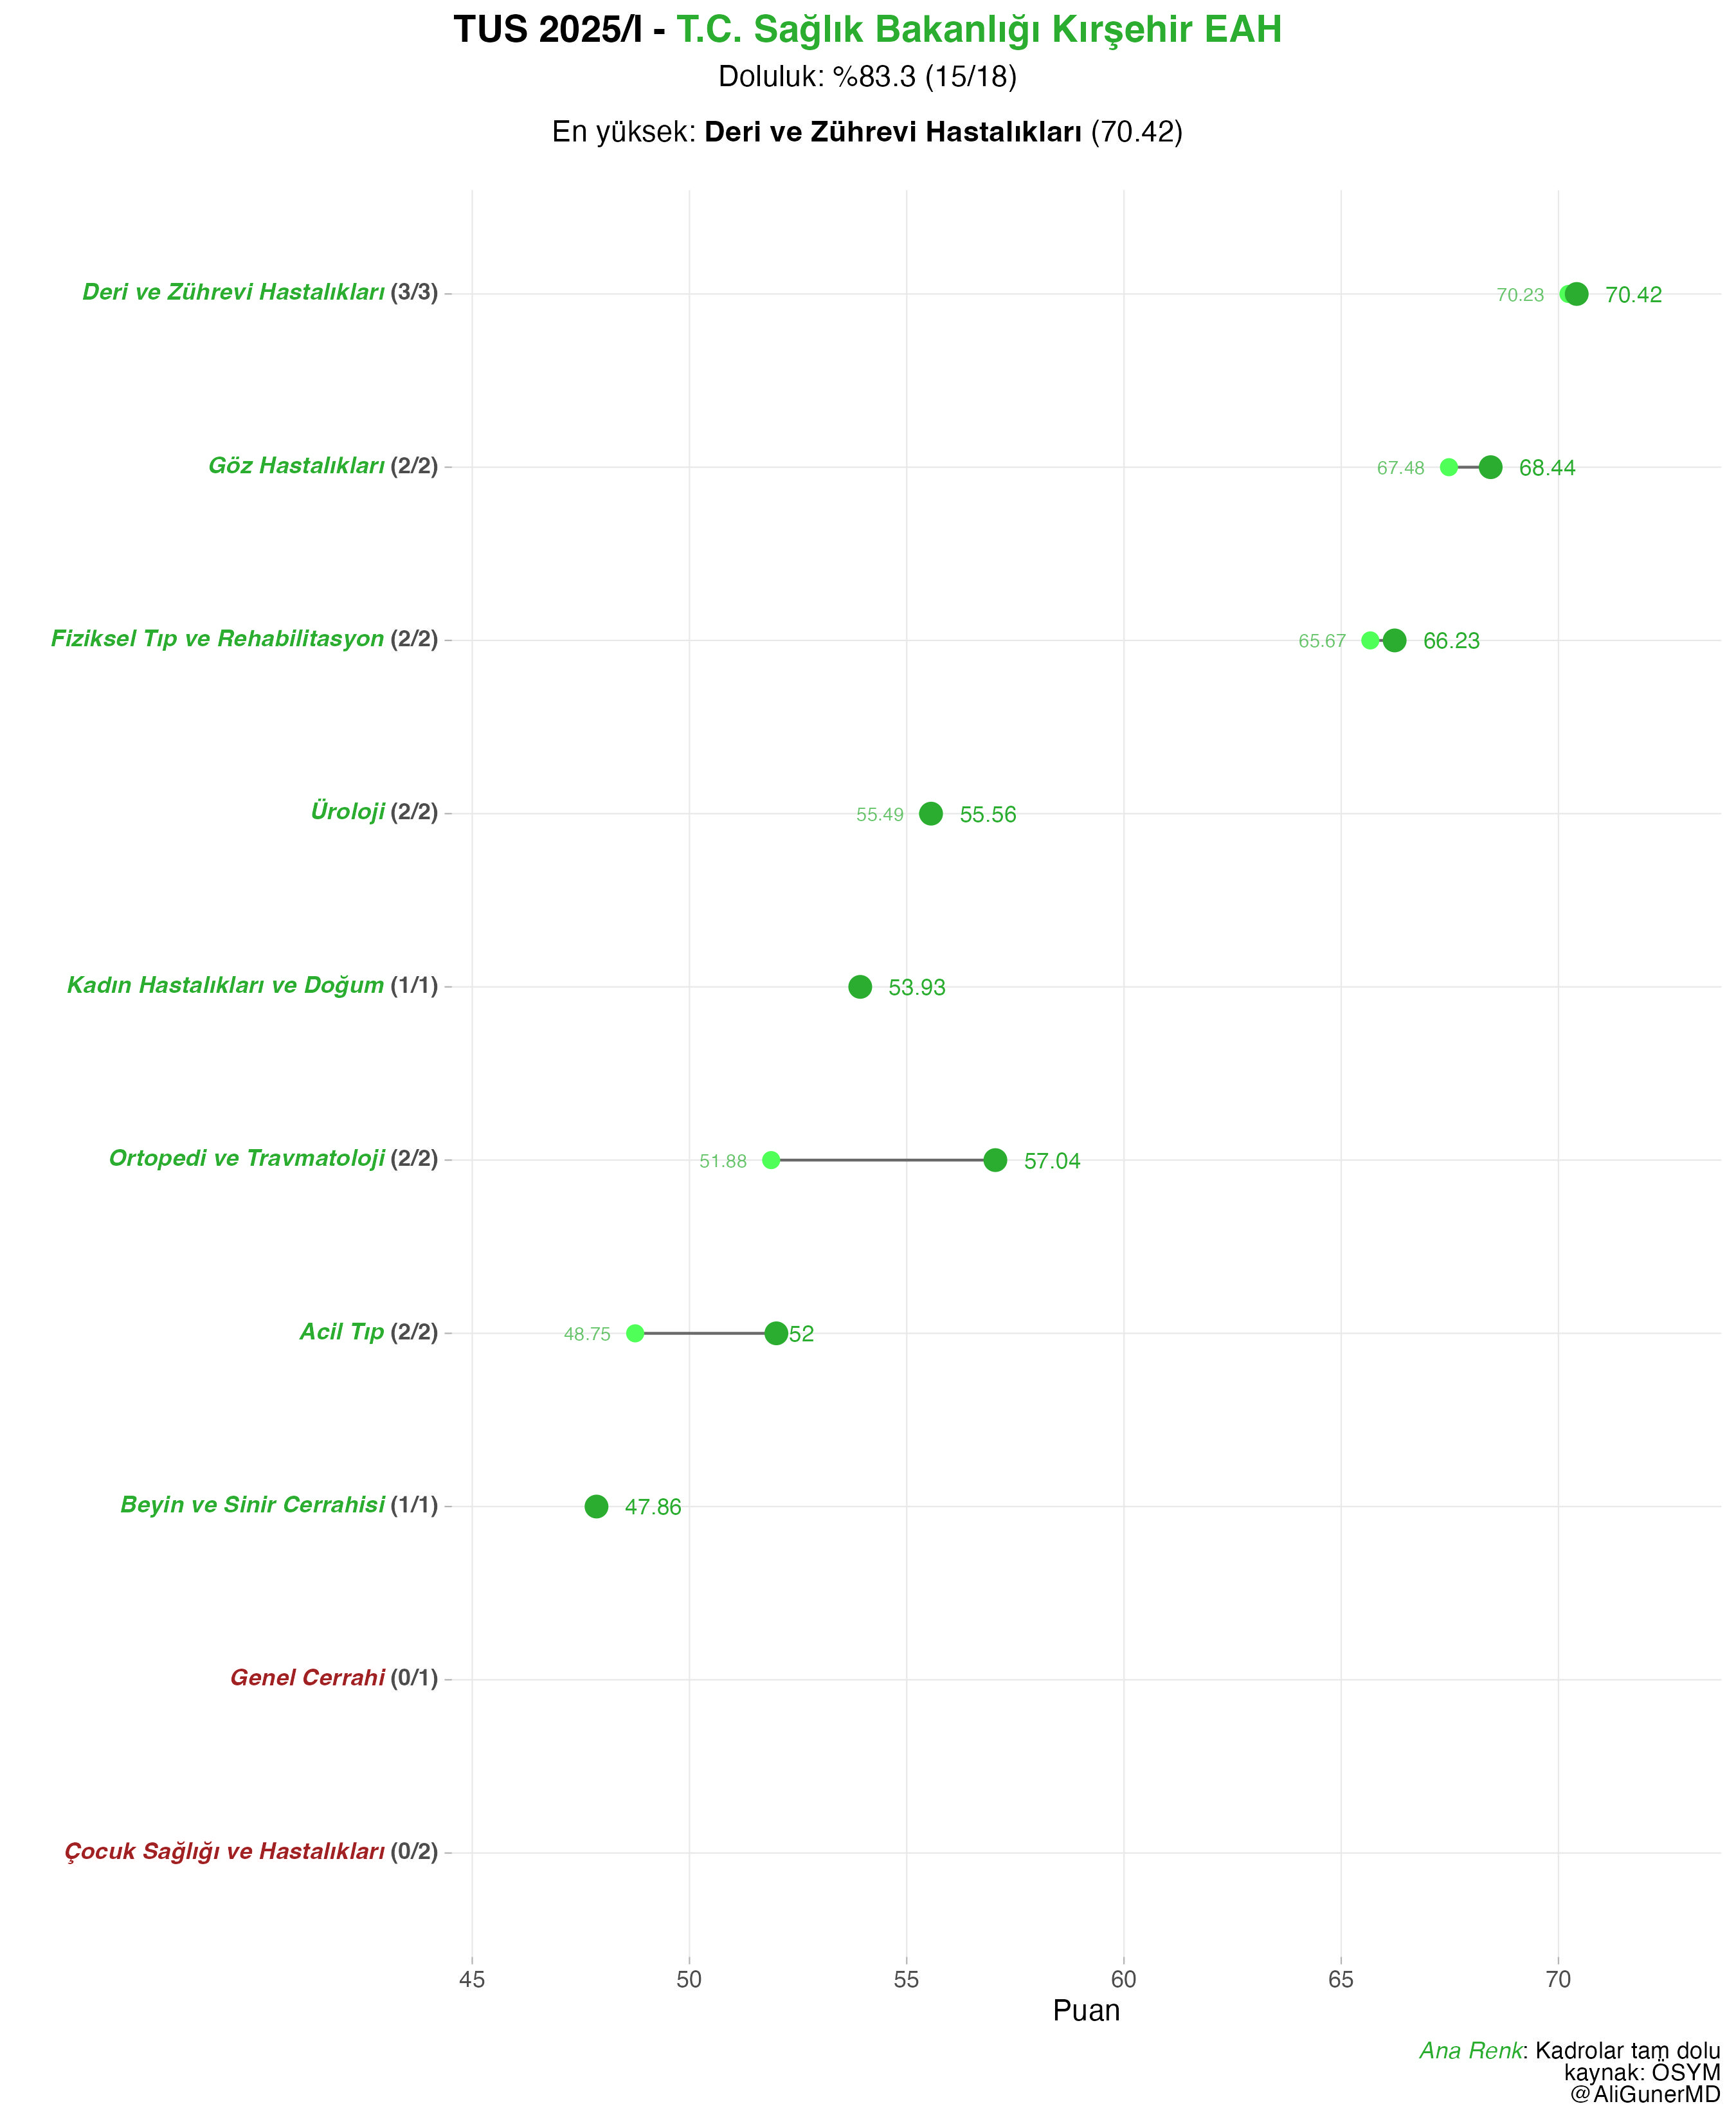 TUS 2025/I - T.C. Sağlık Bakanlığı Kırşehir EAH
Doluluk: %83.3 (15/18)
En yüksek: Deri ve Zührevi Hastalıkları (70.42)
Deri ve Zührevi Hastalıkları (3/3) 70.23 70.42
Göz Hastalıkları (2/2) 67.48 68.44
Fiziksel Tıp ve Rehabilitasyon (2/2) 65.67 66.23
Üroloji (2/2) 55.49 55.56
Kadın Hastalıkları ve Doğum (1/1) 53.93
Ortopedi ve Travmatoloji (2/2) 51.88 57.04
Acil Tıp (2/2) 48.75 52
Beyin ve Sinir Cerrahisi (1/1) 47.86
Genel Cerrahi (0/1)
Çocuk Sağlığı ve Hastalıkları (0/2)
45 50 55 60 65 70
Puan
Ana Renk: Kadrolar tam dolu
kaynak: ÖSYM
@AliGunerMD